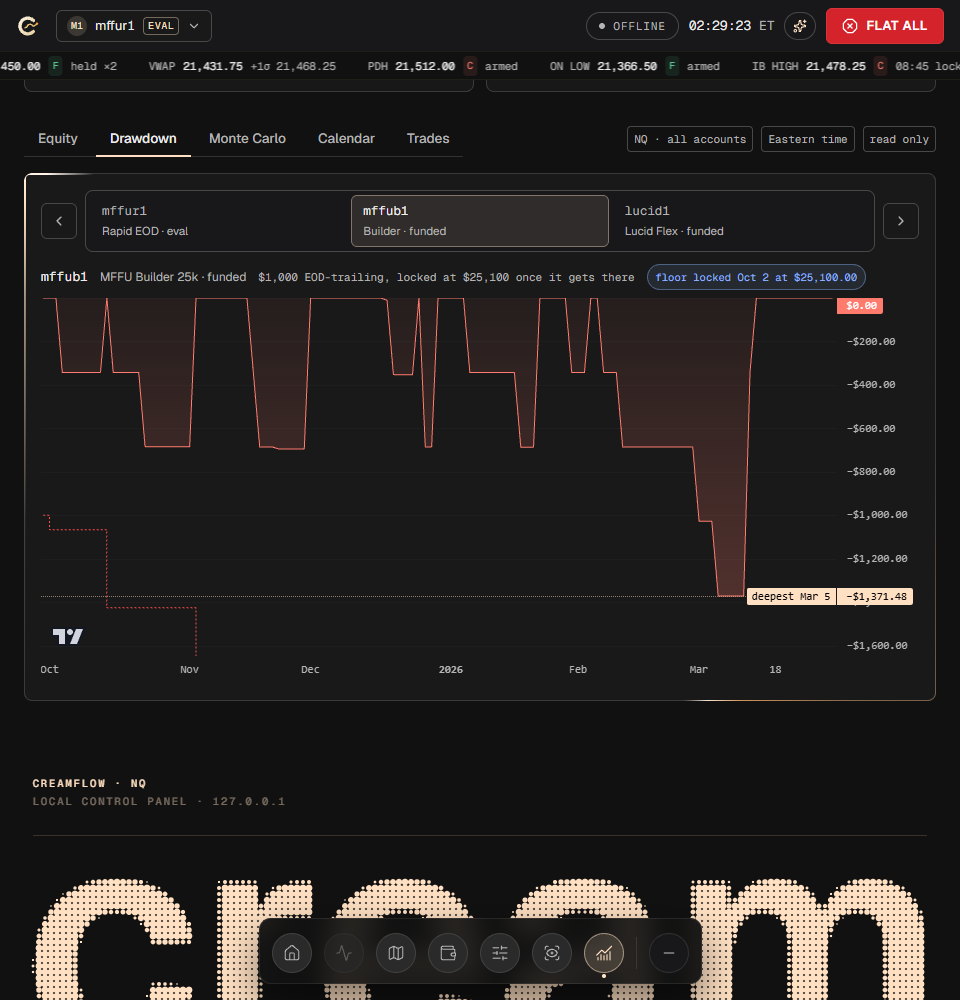 M1 mffur1 EVAL OFFLINE 02:29:23 ET FLAT ALL
450.00 F held ×2 VWAP 21,431.75 +1σ 21,468.25 PDH 21,512.00 C armed ON LOW 21,366.50 F armed IB HIGH 21,478.25 C 08:45 lock
Equity Drawdown Monte Carlo Calendar Trades NQ · all accounts Eastern time read only
mffur1 mffub1 lucid1
Rapid EOD · eval Builder · funded Lucid Flex · funded
mffub1 MFFU Builder 25k · funded $1,000 EOD-trailing, locked at $25,100 once it gets there floor locked Oct 2 at $25,100.00
$0.00
−$200.00
−$400.00
−$600.00
−$800.00
−$1,000.00
−$1,200.00
deepest Mar 5 −$1,371.48
−$1,600.00
Oct Nov Dec 2026 Feb Mar 18
CREAMFLOW · NQ
LOCAL CONTROL PANEL · 127.0.0.1
cream